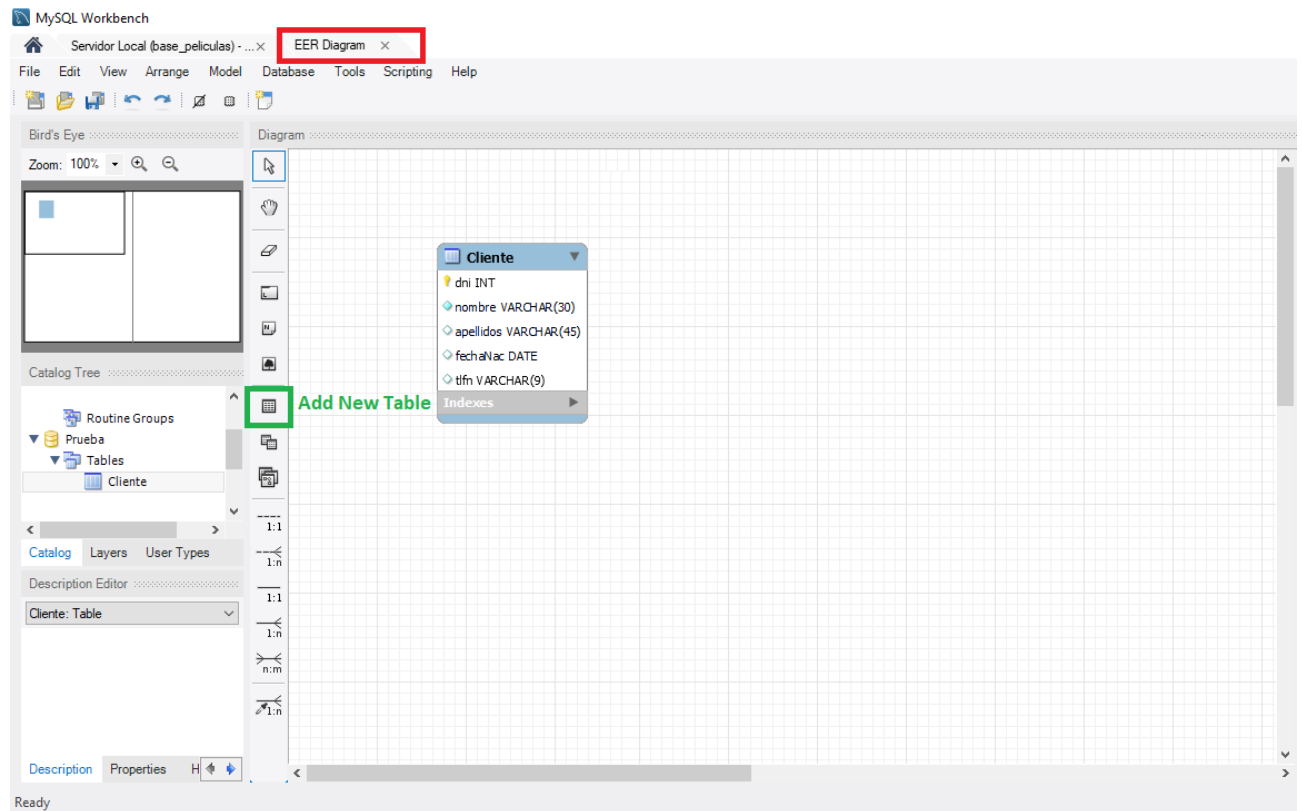 MySQL Workbench
Servidor Local (base_peliculas) - ...×
EER Diagram ×
File Edit View Arrange Model Database Tools Scripting Help
Bird's Eye
Diagram
Zoom: 100%
Cliente
dni INT
nombre VARCHAR(30)
apellidos VARCHAR(45)
fechaNac DATE
tlfn VARCHAR(9)
Indexes
Add New Table
Catalog Tree
Routine Groups
Prueba
Tables
Cliente
Catalog Layers User Types
Description Editor
Cliente: Table
1:1
1:n
1:1
1:n
n:m
1:n
Description Properties H
Ready